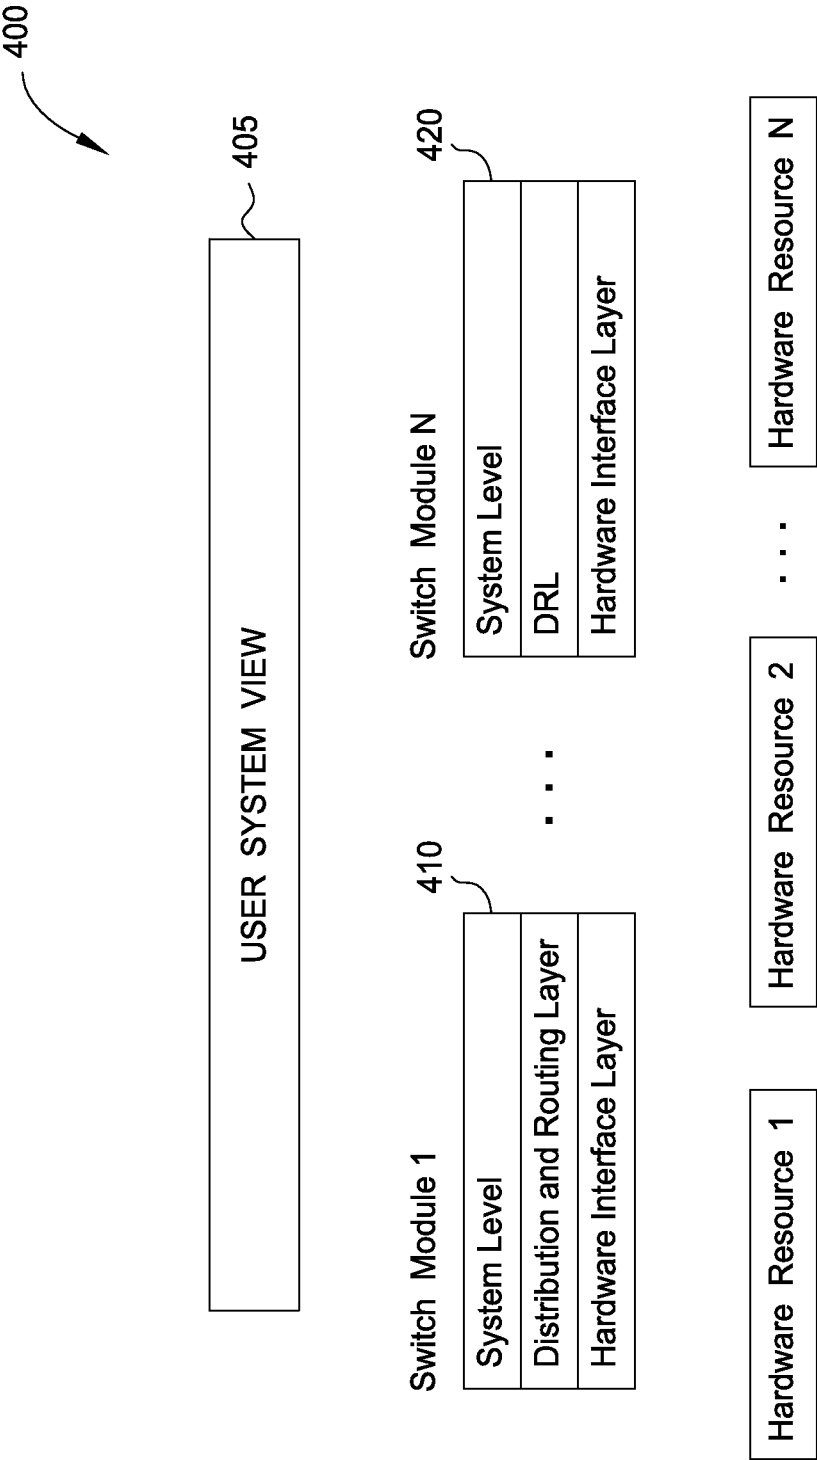 400
USER SYSTEM VIEW
405
Switch Module 1
410
System Level
Distribution and Routing Layer
Hardware Interface Layer
. . .
Switch Module N
420
System Level
DRL
Hardware Interface Layer
Hardware Resource 1
Hardware Resource 2
. . .
Hardware Resource N